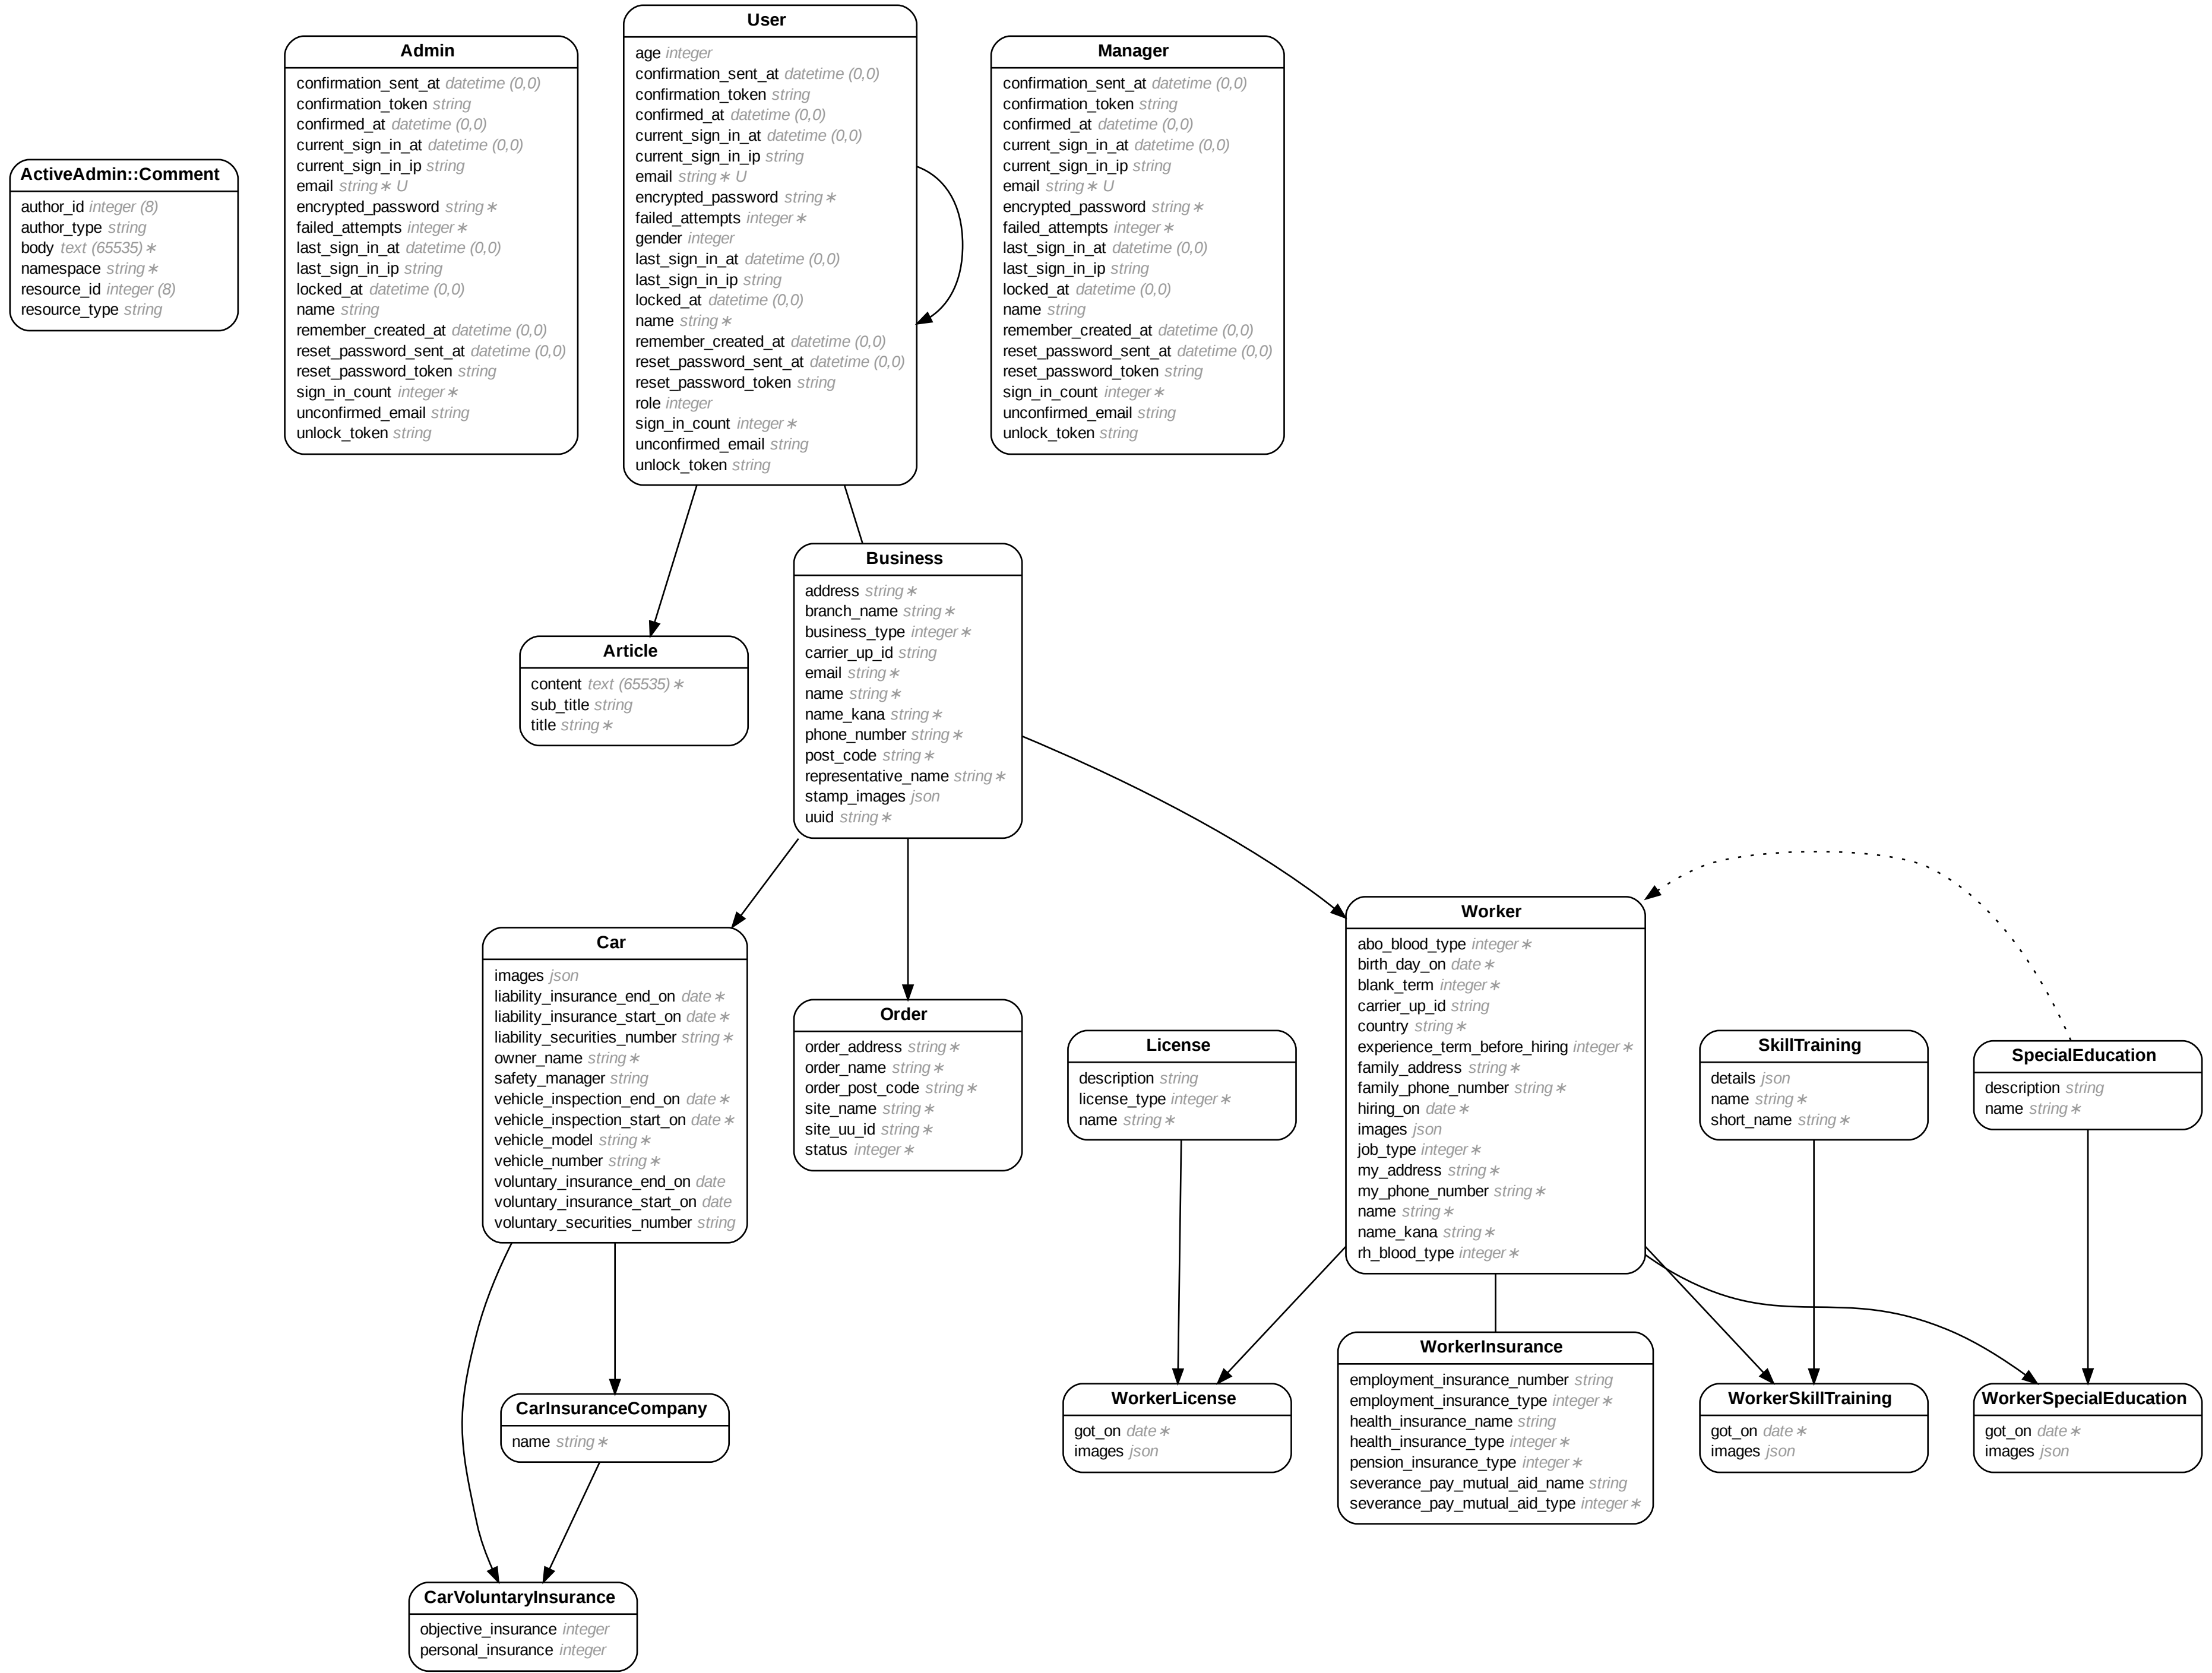 ActiveAdmin::Comment
author_id integer (8)
author_type string
body text (65535) ∗
namespace string ∗
resource_id integer (8)
resource_type string
Admin
confirmation_sent_at datetime (0,0)
confirmation_token string
confirmed_at datetime (0,0)
current_sign_in_at datetime (0,0)
current_sign_in_ip string
email string ∗ U
encrypted_password string ∗
failed_attempts integer ∗
last_sign_in_at datetime (0,0)
last_sign_in_ip string
locked_at datetime (0,0)
name string
remember_created_at datetime (0,0)
reset_password_sent_at datetime (0,0)
reset_password_token string
sign_in_count integer ∗
unconfirmed_email string
unlock_token string
User
age integer
confirmation_sent_at datetime (0,0)
confirmation_token string
confirmed_at datetime (0,0)
current_sign_in_at datetime (0,0)
current_sign_in_ip string
email string ∗ U
encrypted_password string ∗
failed_attempts integer ∗
gender integer
last_sign_in_at datetime (0,0)
last_sign_in_ip string
locked_at datetime (0,0)
name string ∗
remember_created_at datetime (0,0)
reset_password_sent_at datetime (0,0)
reset_password_token string
role integer
sign_in_count integer ∗
unconfirmed_email string
unlock_token string
Manager
confirmation_sent_at datetime (0,0)
confirmation_token string
confirmed_at datetime (0,0)
current_sign_in_at datetime (0,0)
current_sign_in_ip string
email string ∗ U
encrypted_password string ∗
failed_attempts integer ∗
last_sign_in_at datetime (0,0)
last_sign_in_ip string
locked_at datetime (0,0)
name string
remember_created_at datetime (0,0)
reset_password_sent_at datetime (0,0)
reset_password_token string
sign_in_count integer ∗
unconfirmed_email string
unlock_token string
Article
content text (65535) ∗
sub_title string
title string ∗
Business
address string ∗
branch_name string ∗
business_type integer ∗
carrier_up_id string
email string ∗
name string ∗
name_kana string ∗
phone_number string ∗
post_code string ∗
representative_name string ∗
stamp_images json
uuid string ∗
Car
images json
liability_insurance_end_on date ∗
liability_insurance_start_on date ∗
liability_securities_number string ∗
owner_name string ∗
safety_manager string
vehicle_inspection_end_on date ∗
vehicle_inspection_start_on date ∗
vehicle_model string ∗
vehicle_number string ∗
voluntary_insurance_end_on date
voluntary_insurance_start_on date
voluntary_securities_number string
Order
order_address string ∗
order_name string ∗
order_post_code string ∗
site_name string ∗
site_uu_id string ∗
status integer ∗
License
description string
license_type integer ∗
name string ∗
Worker
abo_blood_type integer ∗
birth_day_on date ∗
blank_term integer ∗
carrier_up_id string
country string ∗
experience_term_before_hiring integer ∗
family_address string ∗
family_phone_number string ∗
hiring_on date ∗
images json
job_type integer ∗
my_address string ∗
my_phone_number string ∗
name string ∗
name_kana string ∗
rh_blood_type integer ∗
SkillTraining
details json
name string ∗
short_name string ∗
SpecialEducation
description string
name string ∗
CarInsuranceCompany
name string ∗
WorkerLicense
got_on date ∗
images json
WorkerInsurance
employment_insurance_number string
employment_insurance_type integer ∗
health_insurance_name string
health_insurance_type integer ∗
pension_insurance_type integer ∗
severance_pay_mutual_aid_name string
severance_pay_mutual_aid_type integer ∗
WorkerSkillTraining
got_on date ∗
images json
WorkerSpecialEducation
got_on date ∗
images json
CarVoluntaryInsurance
objective_insurance integer
personal_insurance integer